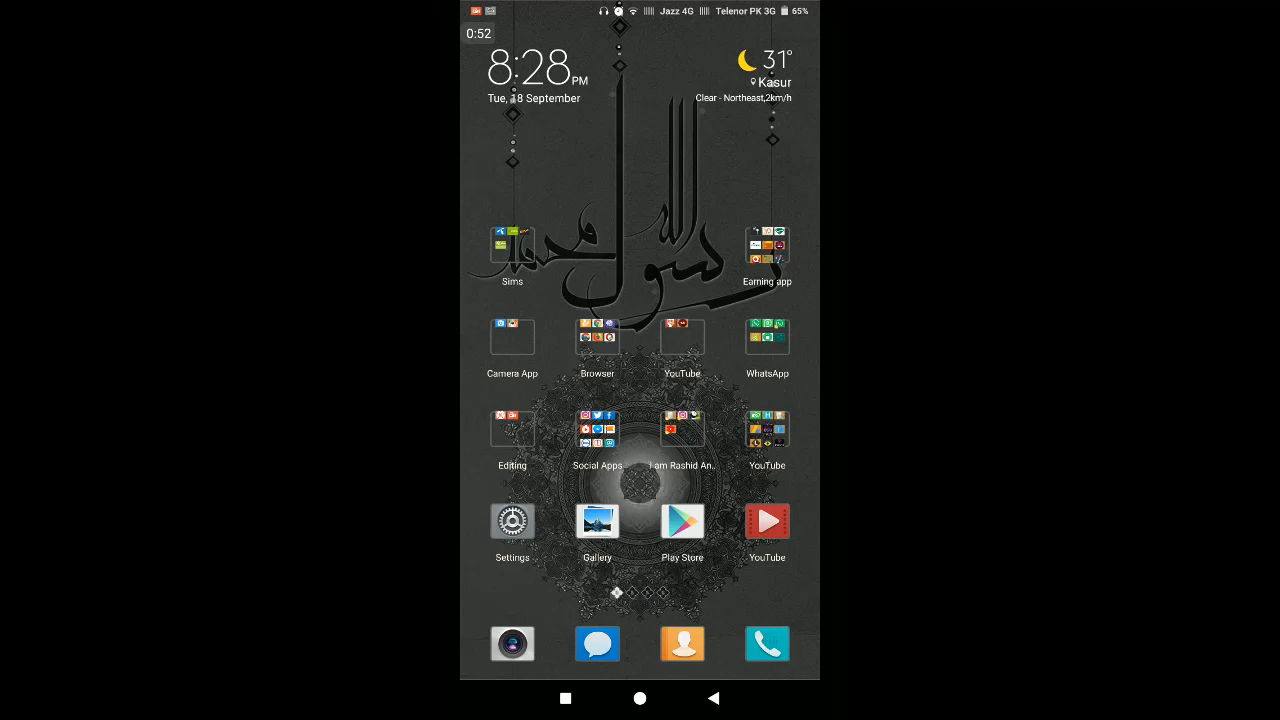 Jazz 4G Telenor PK 3G 65%
0:52
8:28 PM
31°
Kasur
Tue, 18 September
Clear - Northeast,2km/h
محمد رسول الله
Sims
Earning app
Camera App
Browser
YouTube
WhatsApp
Editing
Social Apps
I am Rashid An..
YouTube
Settings
Gallery
Play Store
YouTube